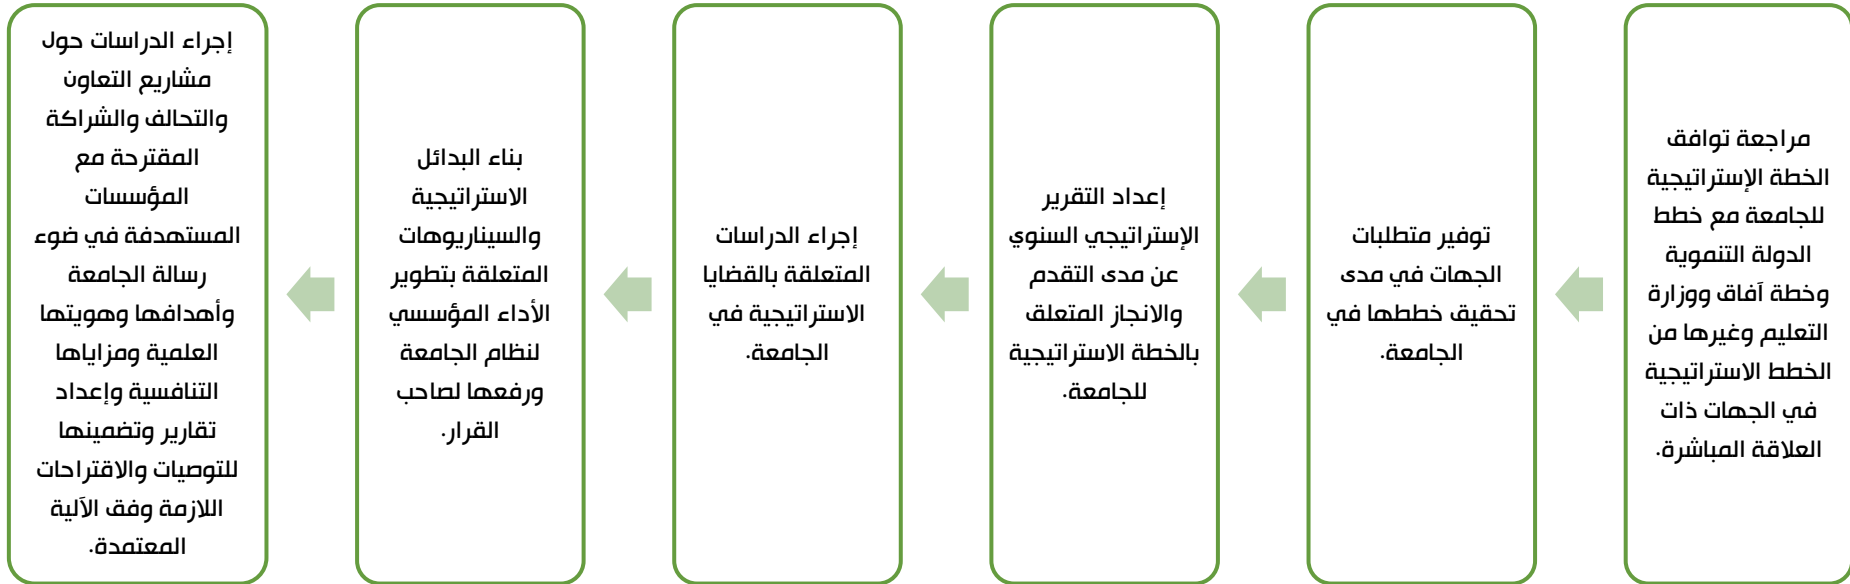 مراجعة توافق
الخطة الإستراتيجية
للجامعة مع خطط
الدولة التنموية
وخطة آفاق ووزارة
التعليم وغيرها من
الخطط الاستراتيجية
في الجهات ذات
العلاقة المباشرة.
توفير متطلبات
الجهات في مدى
تحقيق خططها في
الجامعة.
إعداد التقرير
الإستراتيجي السنوي
عن مدى التقدم
والانجاز المتعلق
بالخطة الاستراتيجية
للجامعة.
إجراء الدراسات
المتعلقة بالقضايا
الاستراتيجية في
الجامعة.
بناء البدائل
الاستراتيجية
والسيناريوهات
المتعلقة بتطوير
الأداء المؤسسي
لنظام الجامعة
ورفعها لصاحب
القرار.
إجراء الدراسات حول
مشاريع التعاون
والتحالف والشراكة
المقترحة مع
المؤسسات
المستهدفة في ضوء
رسالة الجامعة
وأهدافها وهويتها
العلمية ومزاياها
التنافسية وإعداد
تقارير وتضمينها
للتوصيات والاقتراحات
اللازمة وفق الآلية
المعتمدة.